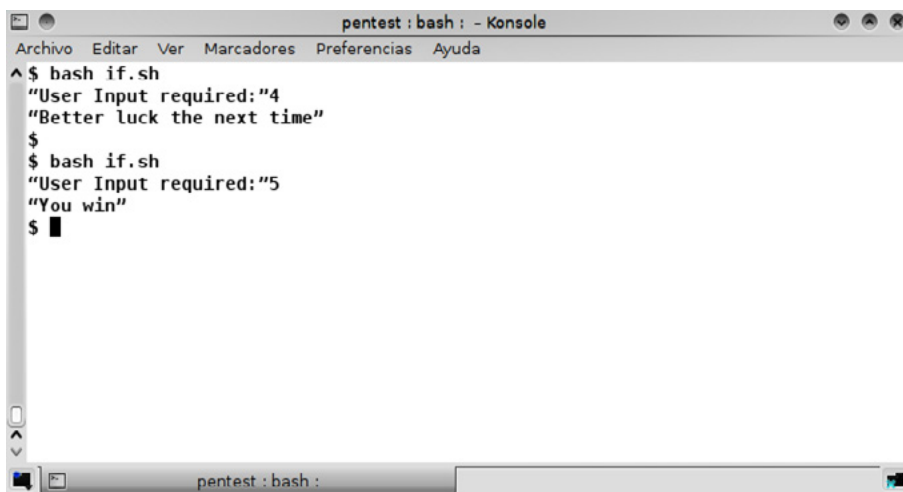 pentest : bash : – Konsole
Archivo Editar Ver Marcadores Preferencias Ayuda
$ bash if.sh
“User Input required:”4
“Better luck the next time”
$
$ bash if.sh
“User Input required:”5
“You win”
$
pentest : bash :